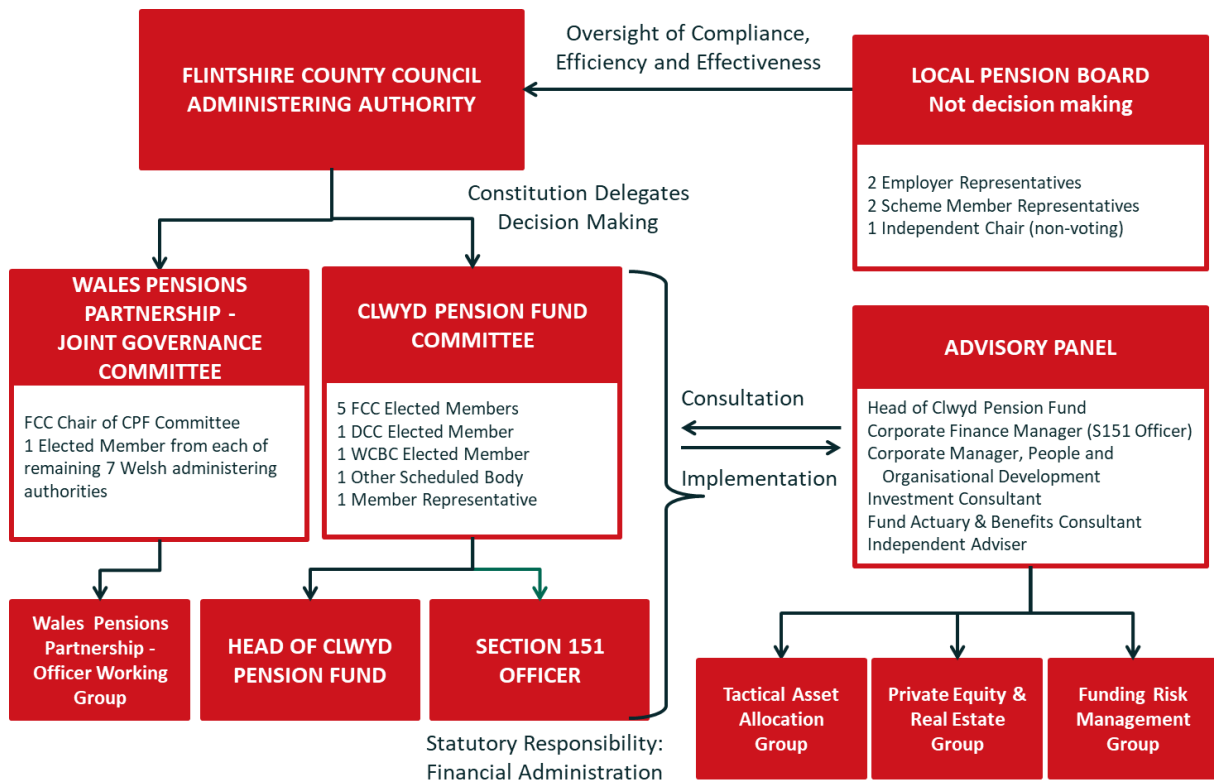 FLINTSHIRE COUNTY COUNCIL
ADMINISTERING AUTHORITY
Oversight of Compliance,
Efficiency and Effectiveness
LOCAL PENSION BOARD
Not decision making
2 Employer Representatives
2 Scheme Member Representatives
1 Independent Chair (non-voting)
Constitution Delegates
Decision Making
WALES PENSIONS
PARTNERSHIP -
JOINT GOVERNANCE
COMMITTEE
FCC Chair of CPF Committee
1 Elected Member from each of
remaining 7 Welsh administering
authorities
CLWYD PENSION FUND
COMMITTEE
5 FCC Elected Members
1 DCC Elected Member
1 WCBC Elected Member
1 Other Scheduled Body
1 Member Representative
Consultation
Implementation
ADVISORY PANEL
Head of Clwyd Pension Fund
Corporate Finance Manager (S151 Officer)
Corporate Manager, People and
Organisational Development
Investment Consultant
Fund Actuary & Benefits Consultant
Independent Adviser
Wales Pensions
Partnership -
Officer Working
Group
HEAD OF CLWYD
PENSION FUND
SECTION 151
OFFICER
Statutory Responsibility:
Financial Administration
Tactical Asset
Allocation
Group
Private Equity &
Real Estate
Group
Funding Risk
Management
Group